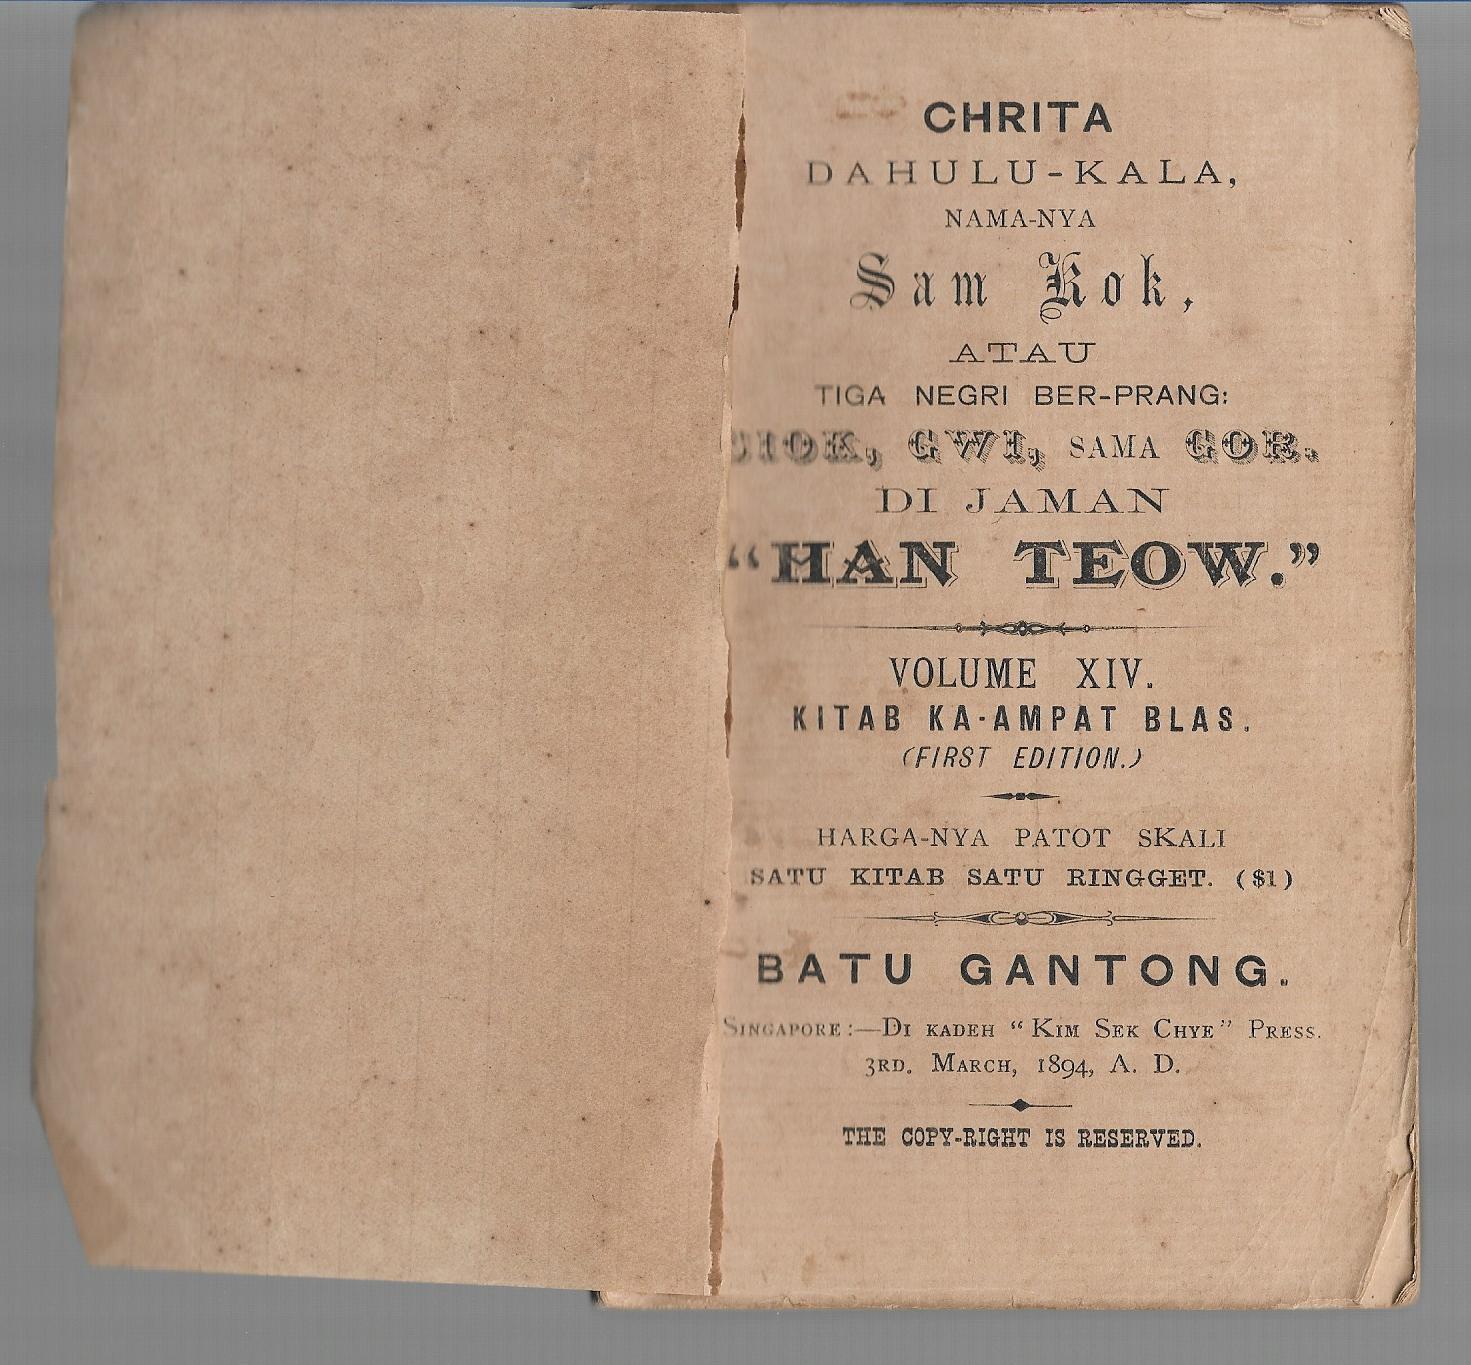 CHRITA
DAHULU-KALA,
NAMA-NYA
Sam Kok,
ATAU
TIGA NEGRI BER-PRANG:
SIOK, GWI, SAMA GOR.
DI JAMAN
“HAN TEOW.”
VOLUME XIV.
KITAB KA-AMPAT BLAS.
(FIRST EDITION.)
HARGA-NYA PATOT SKALI
SATU KITAB SATU RINGGET. ($1)
BATU GANTONG.
SINGAPORE:—DI KADEH “KIM SEK CHYE” PRESS.
3RD. MARCH, 1894, A. D.
THE COPY-RIGHT IS RESERVED.